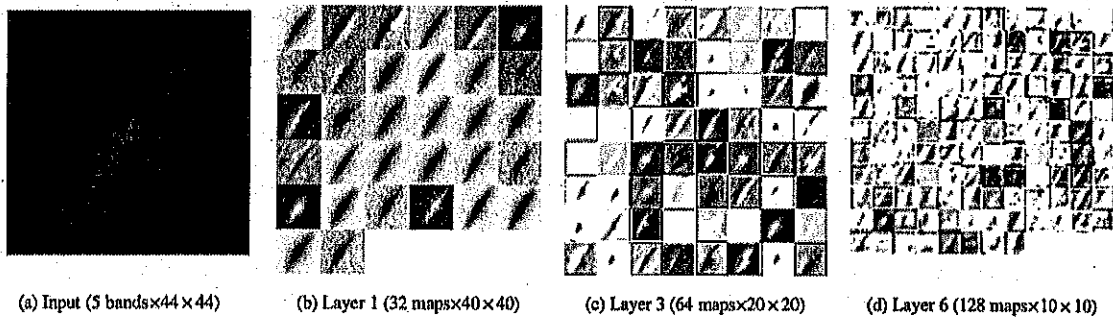 (a) Input (5 bands×44 × 44)
(b) Layer 1 (32 maps×40 × 40)
(c) Layer 3 (64 maps×20 × 20)
(d) Layer 6 (128 maps×10 × 10)